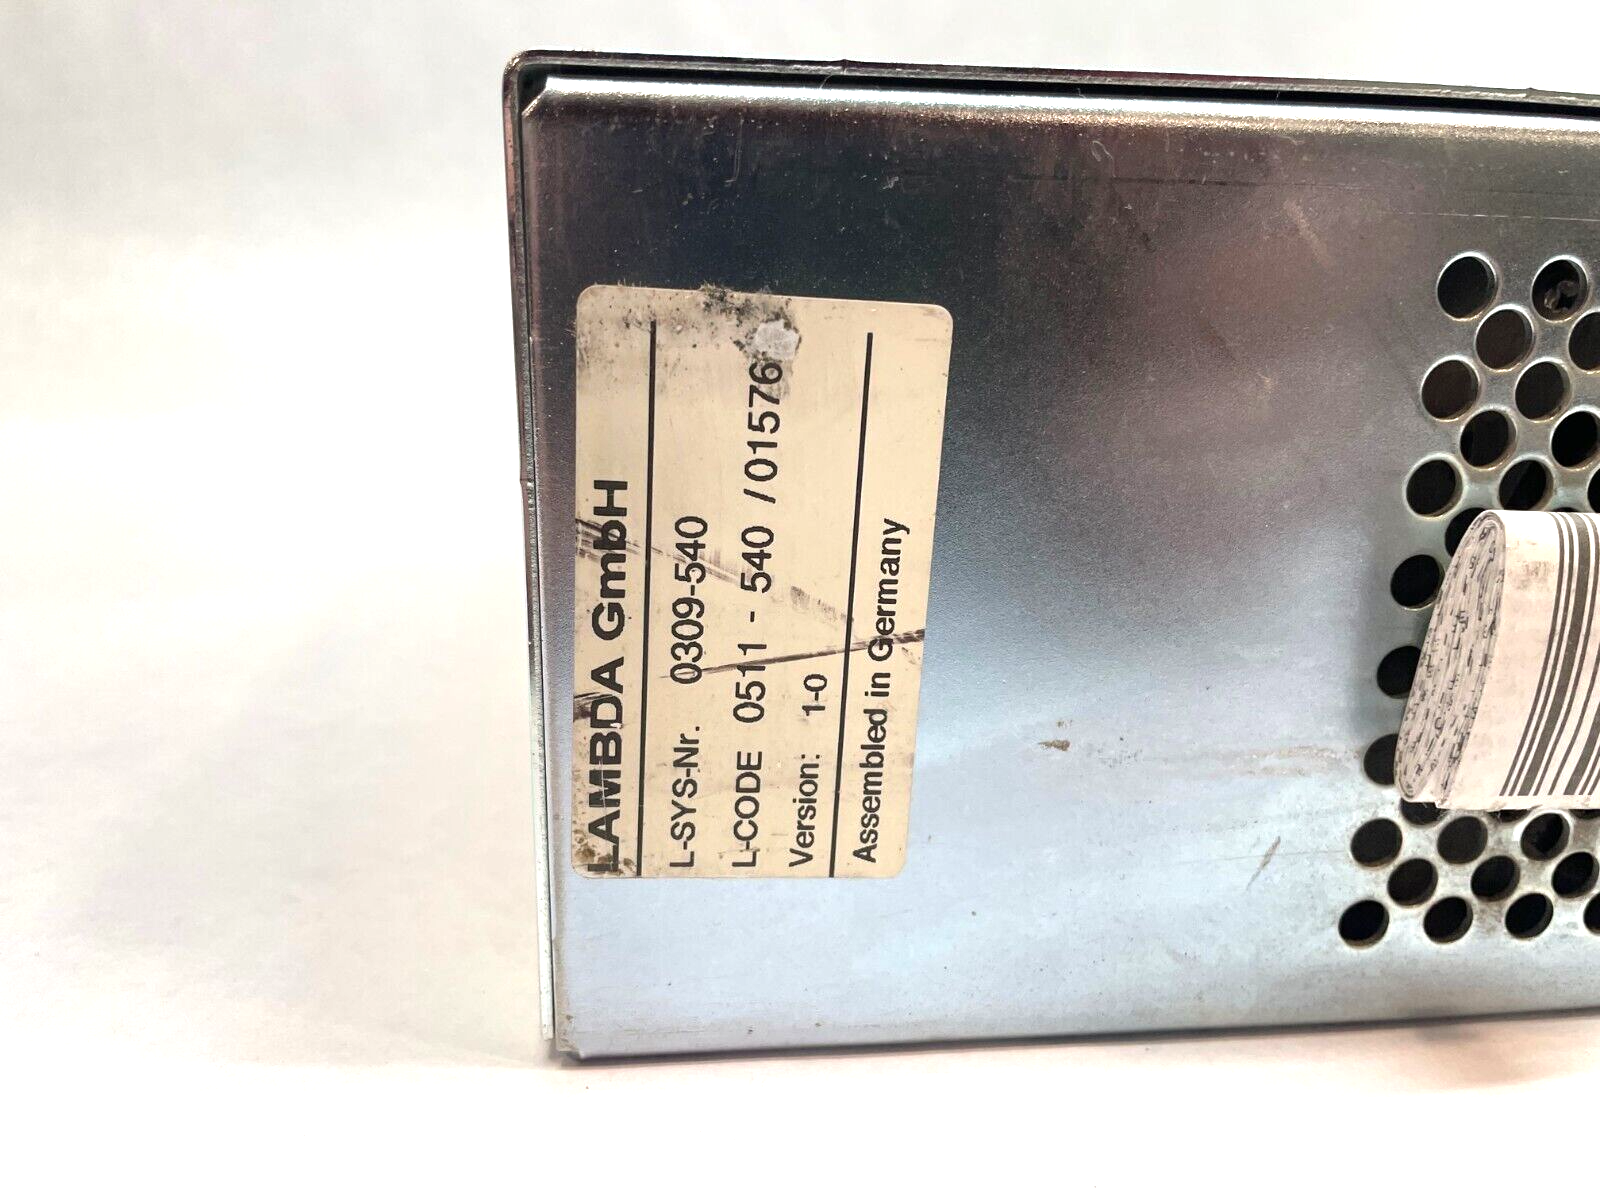 LAMBDA GmbH
L-SYS-Nr. 0309-540
L-CODE 0511 - 540 / 01576
Version: 1-0
Assembled in Germany